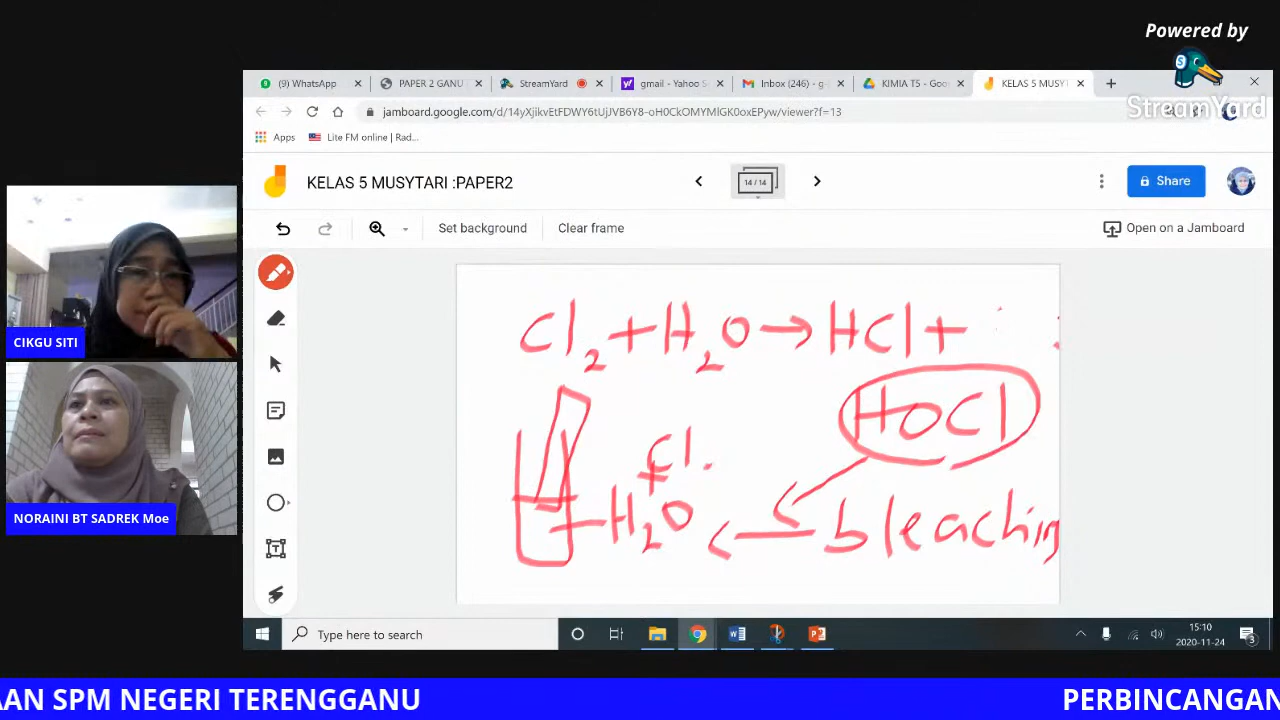 Powered by
StreamYard
(9) WhatsApp
PAPER 2 GANU
StreamYard
gmail - Yahoo S
Inbox (246) - g
KIMIA T5 - Goo
KELAS 5 MUSYT
jamboard.google.com/d/14yXjikvEtFDWY6tUjJVB6Y8-oH0CkOMYMlGK0oxEPyw/viewer?f=13
Apps
Lite FM online | Rad...
KELAS 5 MUSYTARI :PAPER2
14 / 14
Share
Set background
Clear frame
Open on a Jamboard
Cl2 + H2O → HCl +
HOCl
Cl.
+
H2O
bleaching
CIKGU SITI
NORAINI BT SADREK Moe
Type here to search
15:10
2020-11-24
3
AAN SPM NEGERI TERENGGANU
PERBINCANGAN